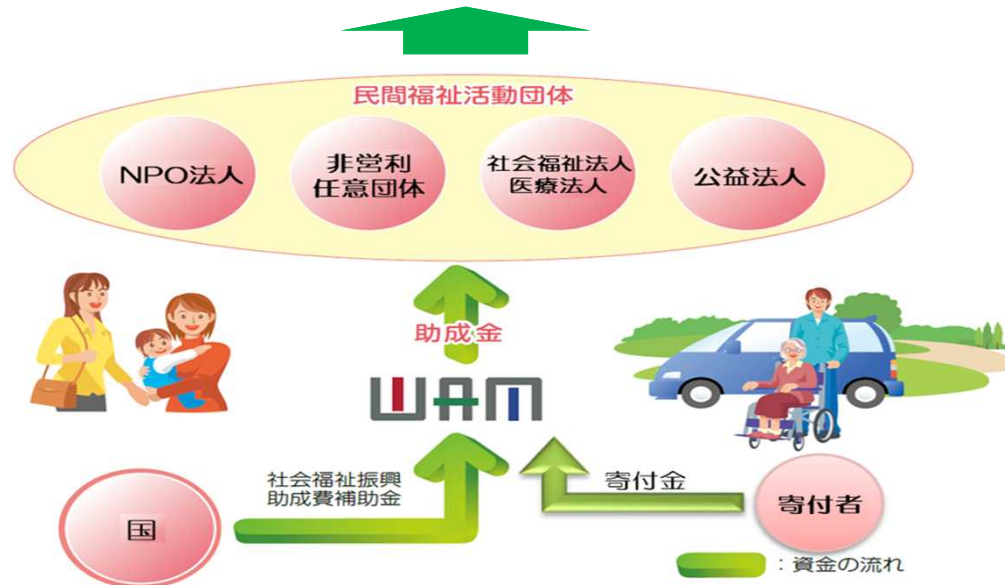 民間福祉活動団体
NPO法人
非営利
任意団体
社会福祉法人
医療法人
公益法人
助成金
WAM
社会福祉振興
助成費補助金
寄付金
国
寄付者
：資金の流れ